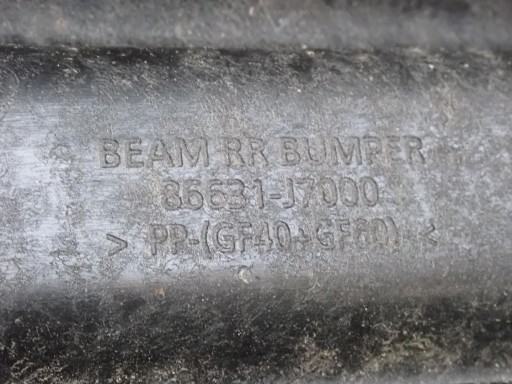 BEAM RR BUMPER
86631-J7000
> PP-(GF40+GF60) <